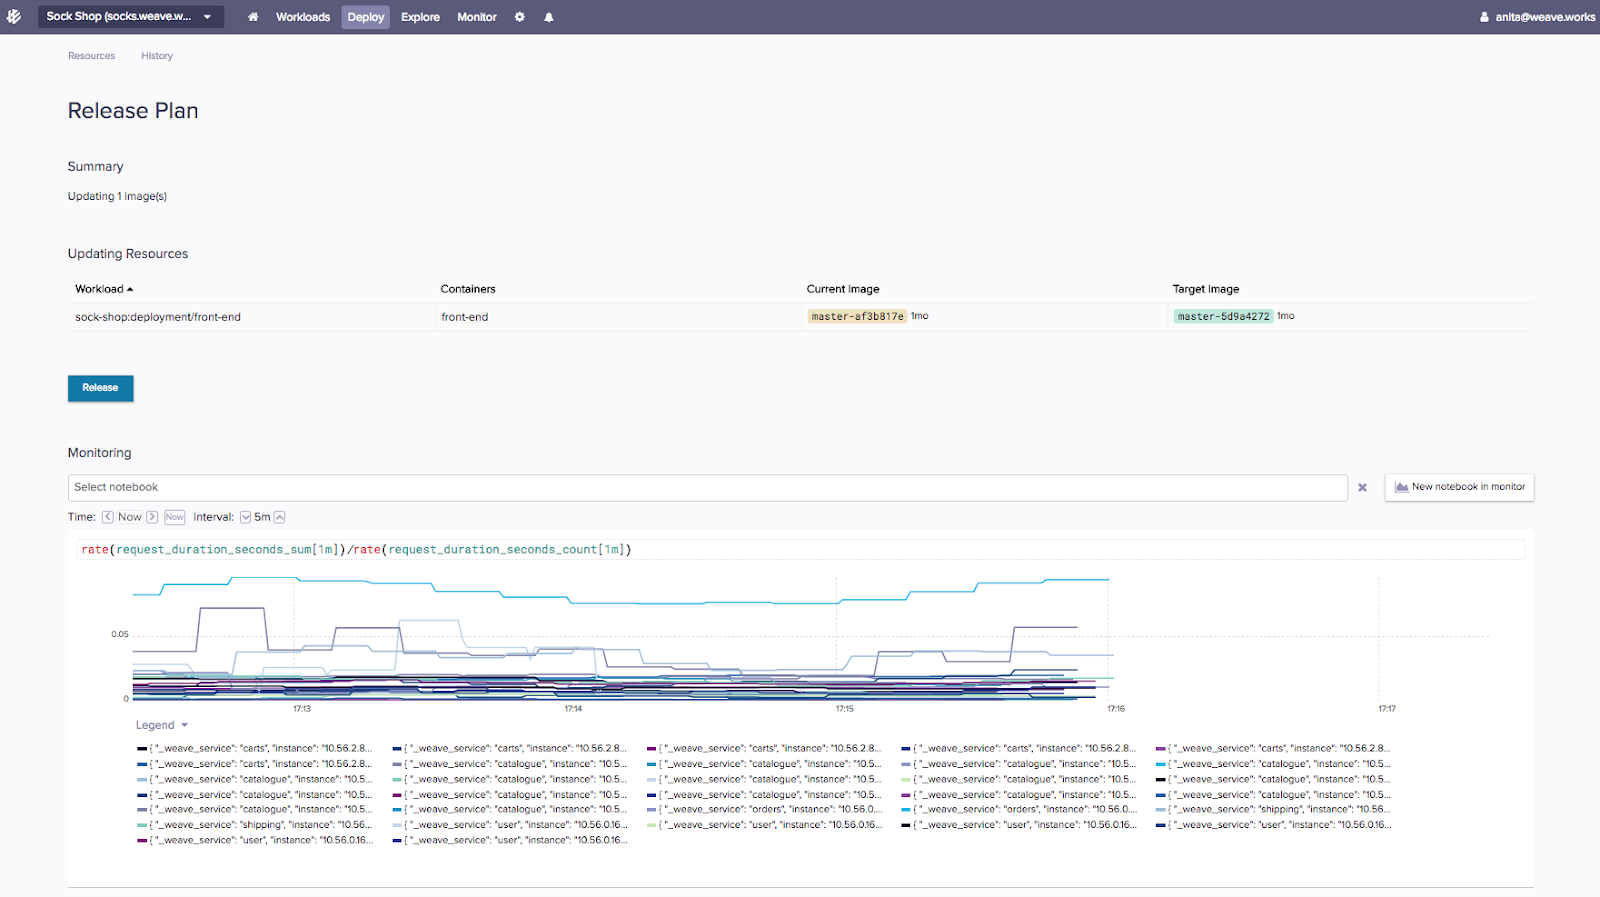 Sock Shop (socks.weave.w...
Workloads
Deploy
Explore
Monitor
anita@weave.works
Resources
History
Release Plan
Summary
Updating 1 image(s)
Updating Resources
Workload Containers Current Image Target Image
sock-shop:deployment/front-end front-end master-af3b817e 1mo master-5d9a4272 1mo
Release
Monitoring
Select notebook
New notebook in monitor
Time: Now Now Interval: 5m
rate(request_duration_seconds_sum[1m])/rate(request_duration_seconds_count[1m])
0.05
0
17:13 17:14 17:15 17:16 17:17
Legend
{ "_weave_service": "carts", "instance": "10.56.2.8... { "_weave_service": "carts", "instance": "10.56.2.8... { "_weave_service": "carts", "instance": "10.56.2.8... { "_weave_service": "carts", "instance": "10.56.2.8... { "_weave_service": "carts", "instance": "10.56.2.8...
{ "_weave_service": "carts", "instance": "10.56.2.8... { "_weave_service": "catalogue", "instance": "10.5... { "_weave_service": "catalogue", "instance": "10.5... { "_weave_service": "catalogue", "instance": "10.5... { "_weave_service": "catalogue", "instance": "10.5...
{ "_weave_service": "catalogue", "instance": "10.5... { "_weave_service": "catalogue", "instance": "10.5... { "_weave_service": "catalogue", "instance": "10.5... { "_weave_service": "catalogue", "instance": "10.5... { "_weave_service": "catalogue", "instance": "10.5...
{ "_weave_service": "catalogue", "instance": "10.5... { "_weave_service": "catalogue", "instance": "10.5... { "_weave_service": "catalogue", "instance": "10.5... { "_weave_service": "catalogue", "instance": "10.5... { "_weave_service": "catalogue", "instance": "10.5...
{ "_weave_service": "catalogue", "instance": "10.5... { "_weave_service": "catalogue", "instance": "10.5... { "_weave_service": "orders", "instance": "10.56.0.... { "_weave_service": "orders", "instance": "10.56.0.... { "_weave_service": "shipping", "instance": "10.56...
{ "_weave_service": "shipping", "instance": "10.56... { "_weave_service": "user", "instance": "10.56.0.16... { "_weave_service": "user", "instance": "10.56.0.16... { "_weave_service": "user", "instance": "10.56.0.16... { "_weave_service": "user", "instance": "10.56.0.16...
{ "_weave_service": "user", "instance": "10.56.0.16... { "_weave_service": "user", "instance": "10.56.0.16...